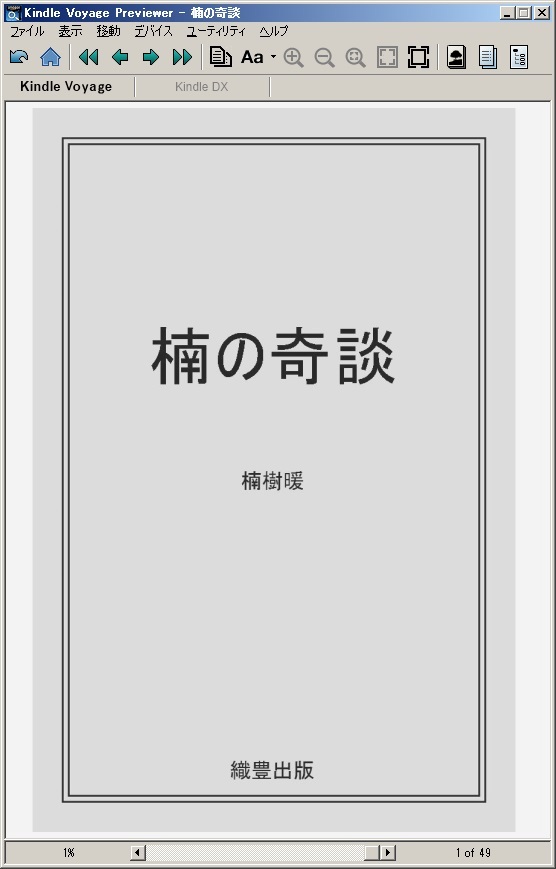 Kindle Voyage Previewer - 楠の奇談
ファイル 表示 移動 デバイス ユーティリティ ヘルプ
Aa
Kindle Voyage Kindle DX
楠の奇談
楠樹暖
織豊出版
1% 1 of 49